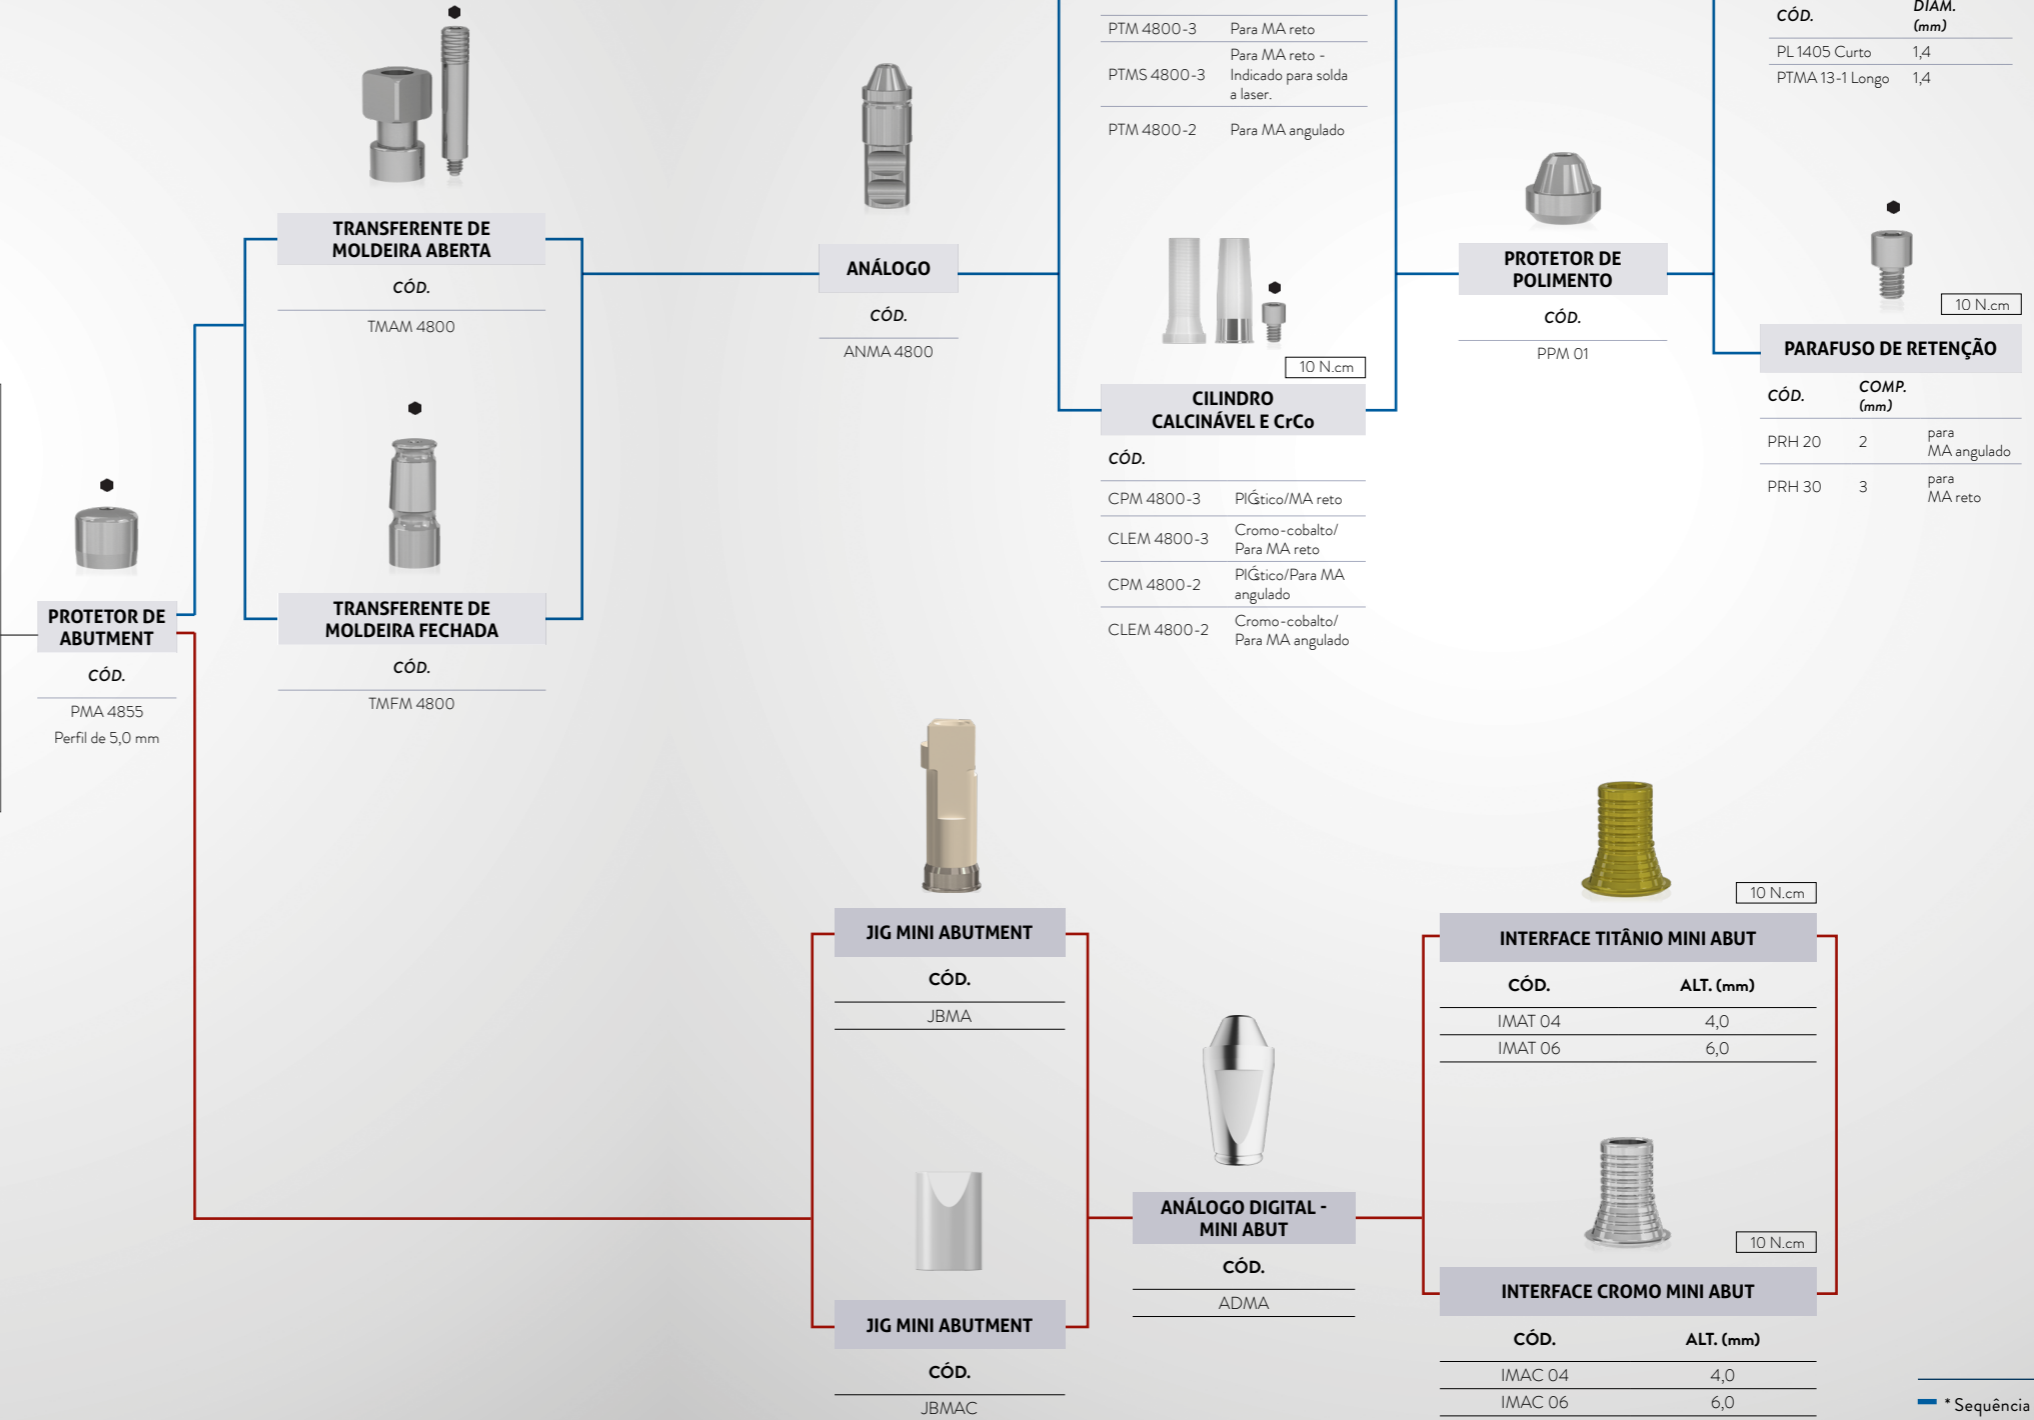 PTM 4800-3 Para MA reto
PTMS 4800-3 Para MA reto -
Indicado para solda
a laser.
PTM 4800-2 Para MA angulado
CÓD. DIAM.
(mm)
PL 1405 Curto 1,4
PTMA 13-1 Longo 1,4
TRANSFERENTE DE
MOLDEIRA ABERTA
CÓD.
TMAM 4800
ANÁLOGO
CÓD.
ANMA 4800
10 N.cm
CILINDRO
CALCINÁVEL E CrCo
CÓD.
CPM 4800-3 PlǴtico/MA reto
CLEM 4800-3 Cromo-cobalto/
Para MA reto
CPM 4800-2 PlǴtico/Para MA
angulado
CLEM 4800-2 Cromo-cobalto/
Para MA angulado
PROTETOR DE
POLIMENTO
CÓD.
PPM 01
10 N.cm
PARAFUSO DE RETENÇÃO
CÓD. COMP.
(mm)
PRH 20 2 para
MA angulado
PRH 30 3 para
MA reto
PROTETOR DE
ABUTMENT
CÓD.
PMA 4855
Perfil de 5,0 mm
TRANSFERENTE DE
MOLDEIRA FECHADA
CÓD.
TMFM 4800
JIG MINI ABUTMENT
CÓD.
JBMA
JIG MINI ABUTMENT
CÓD.
JBMAC
ANÁLOGO DIGITAL -
MINI ABUT
CÓD.
ADMA
10 N.cm
INTERFACE TITÂNIO MINI ABUT
CÓD. ALT. (mm)
IMAT 04 4,0
IMAT 06 6,0
10 N.cm
INTERFACE CROMO MINI ABUT
CÓD. ALT. (mm)
IMAC 04 4,0
IMAC 06 6,0
* Sequência